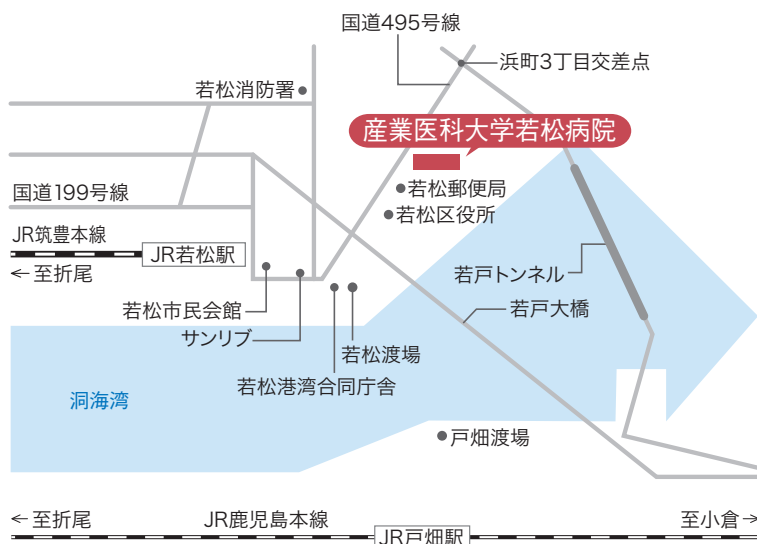 国道495号線
浜町3丁目交差点
若松消防署
産業医科大学若松病院
若松郵便局
国道199号線
若松区役所
JR筑豊本線
JR若松駅
←至折尾
若戸トンネル
若松市民会館
若戸大橋
サンリブ
若松渡場
若松港湾合同庁舎
洞海湾
戸畑渡場
←至折尾
JR鹿児島本線
至小倉→
JR戸畑駅